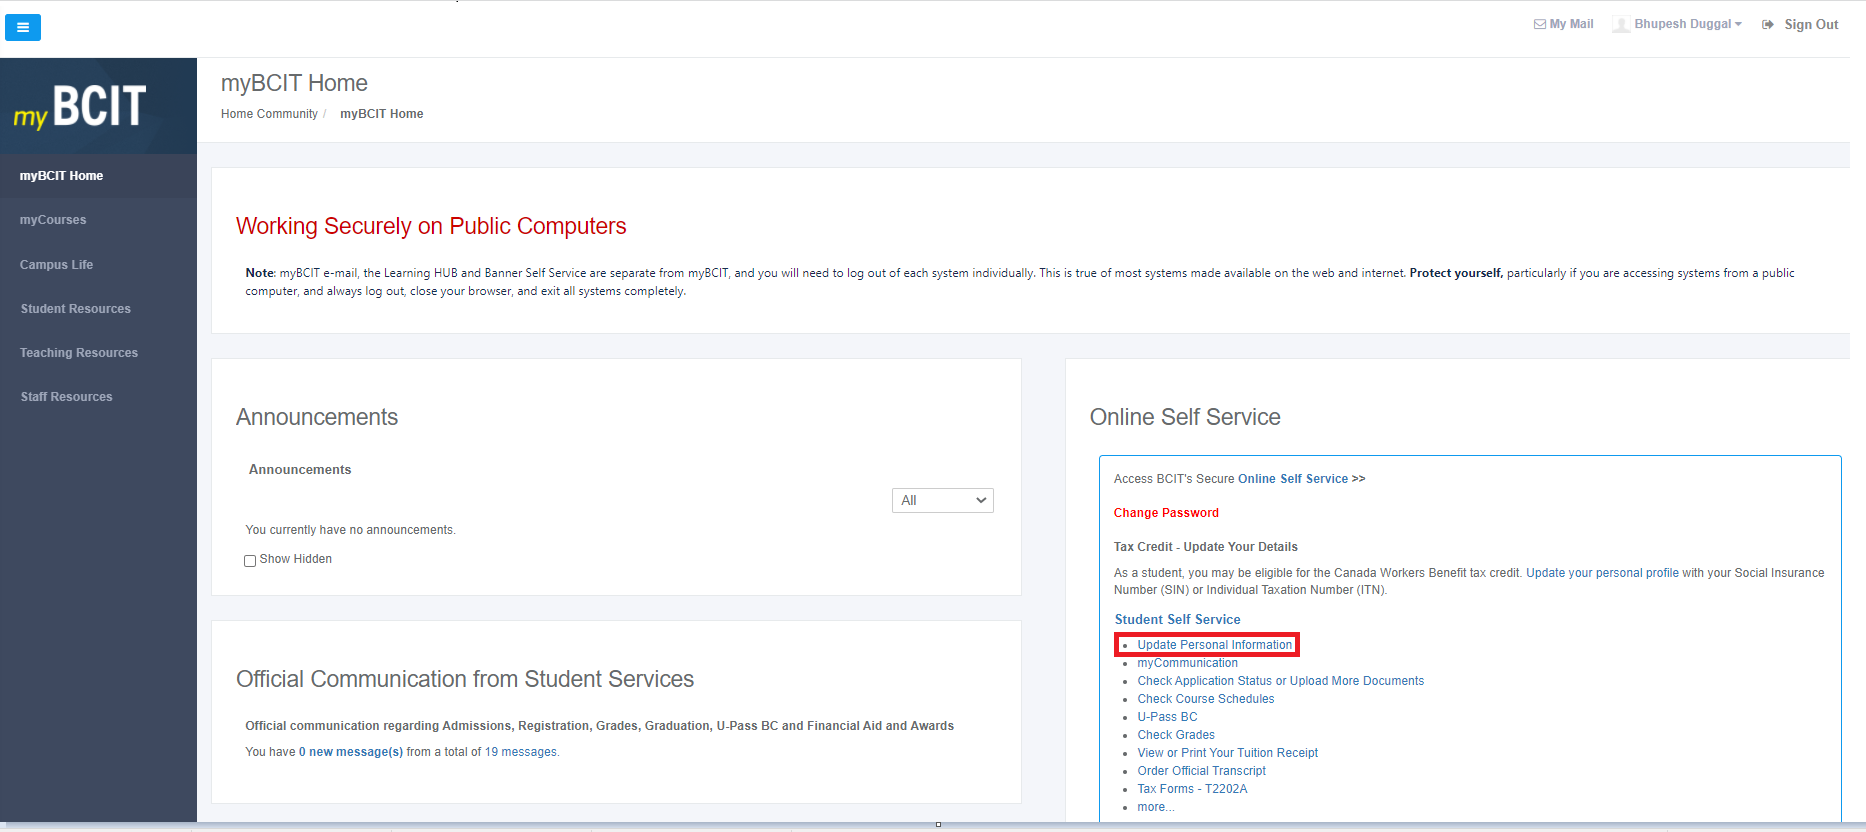 My Mail Bhupesh Duggal Sign Out
my BCIT
myBCIT Home
Home Community / myBCIT Home
myBCIT Home
myCourses
Campus Life
Student Resources
Teaching Resources
Staff Resources
Working Securely on Public Computers
Note: myBCIT e-mail, the Learning HUB and Banner Self Service are separate from myBCIT, and you will need to log out of each system individually. This is true of most systems made available on the web and internet. Protect yourself, particularly if you are accessing systems from a public
computer, and always log out, close your browser, and exit all systems completely.
Announcements
Announcements
All
You currently have no announcements.
Show Hidden
Official Communication from Student Services
Official communication regarding Admissions, Registration, Grades, Graduation, U-Pass BC and Financial Aid and Awards
You have 0 new message(s) from a total of 19 messages.
Online Self Service
Access BCIT's Secure Online Self Service >>
Change Password
Tax Credit - Update Your Details
As a student, you may be eligible for the Canada Workers Benefit tax credit. Update your personal profile with your Social Insurance
Number (SIN) or Individual Taxation Number (ITN).
Student Self Service
• Update Personal Information
• myCommunication
• Check Application Status or Upload More Documents
• Check Course Schedules
• U-Pass BC
• Check Grades
• View or Print Your Tuition Receipt
• Order Official Transcript
• Tax Forms - T2202A
• more...